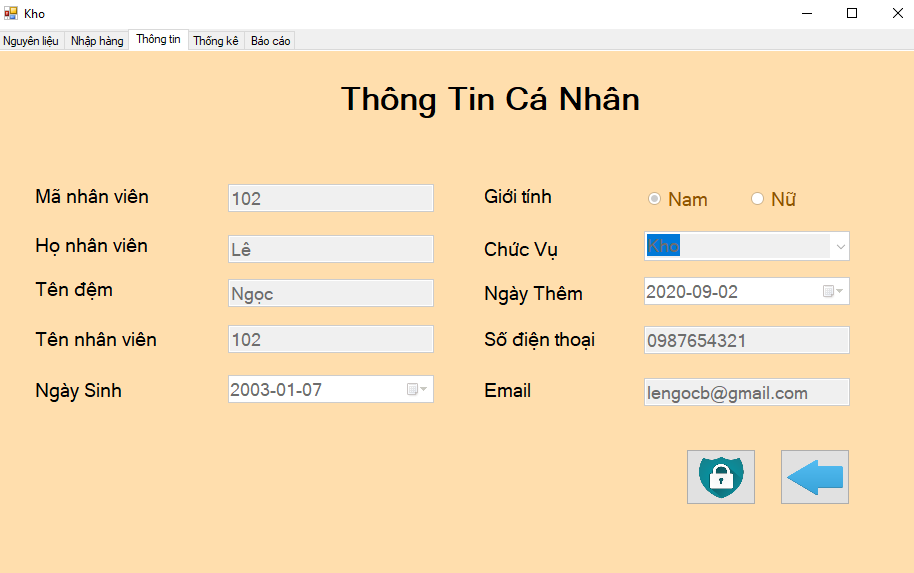 Kho
Nguyên liệu Nhập hàng Thông tin Thống kê Báo cáo
Thông Tin Cá Nhân
Mã nhân viên 102
Họ nhân viên Lê
Tên đệm Ngọc
Tên nhân viên 102
Ngày Sinh 2003-01-07
Giới tính Nam Nữ
Chức Vụ Kho
Ngày Thêm 2020-09-02
Số điện thoại 0987654321
Email lengocb@gmail.com